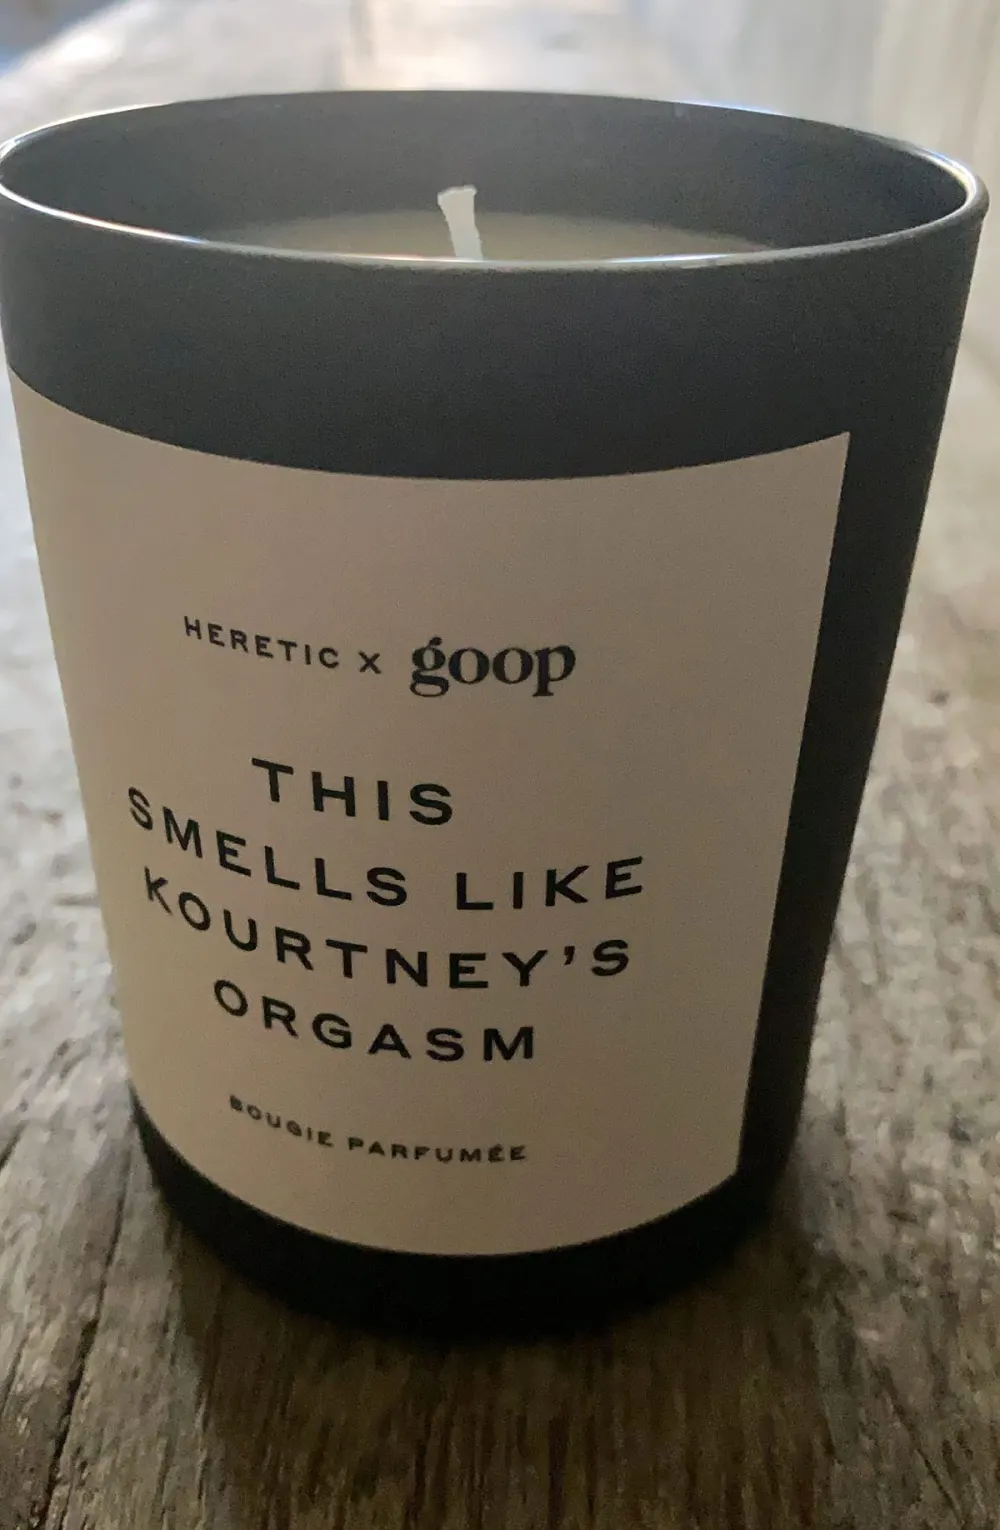 HERETIC X goop
THIS
SMELLS LIKE
KOURTNEY'S
ORGASM
BOUGIE PARFUMÉE